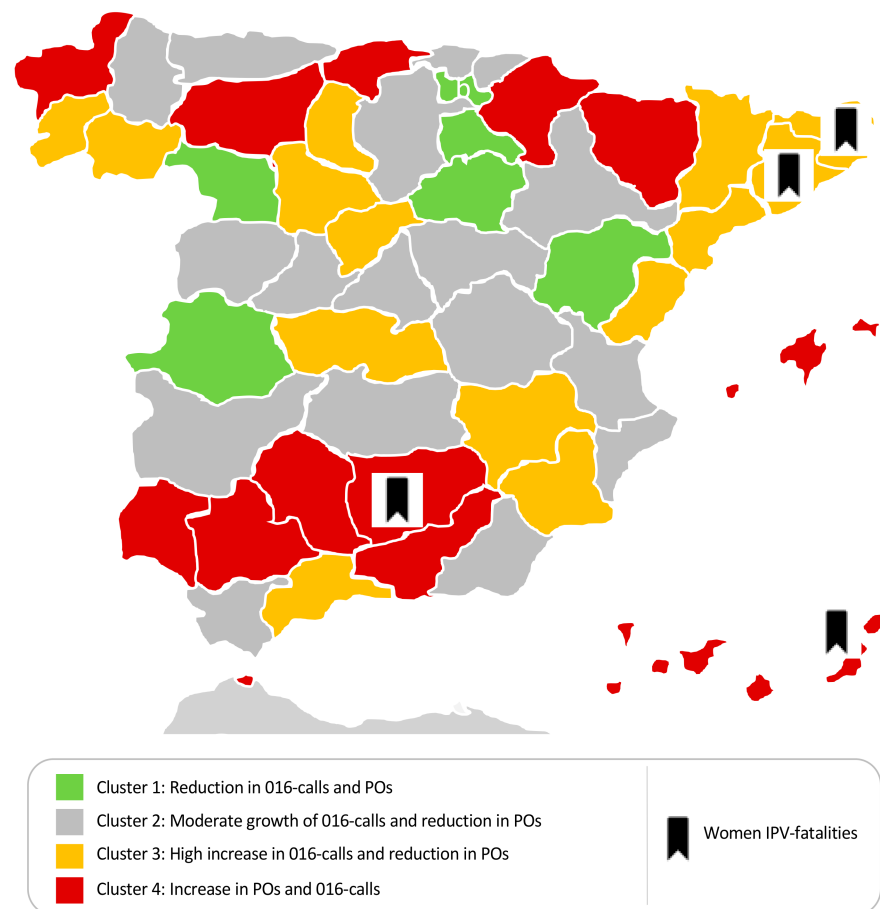 Cluster 1: Reduction in 016-calls and POs
Cluster 2: Moderate growth of 016-calls and reduction in POs
Cluster 3: High increase in 016-calls and reduction in POs
Cluster 4: Increase in POs and 016-calls
Women IPV-fatalities